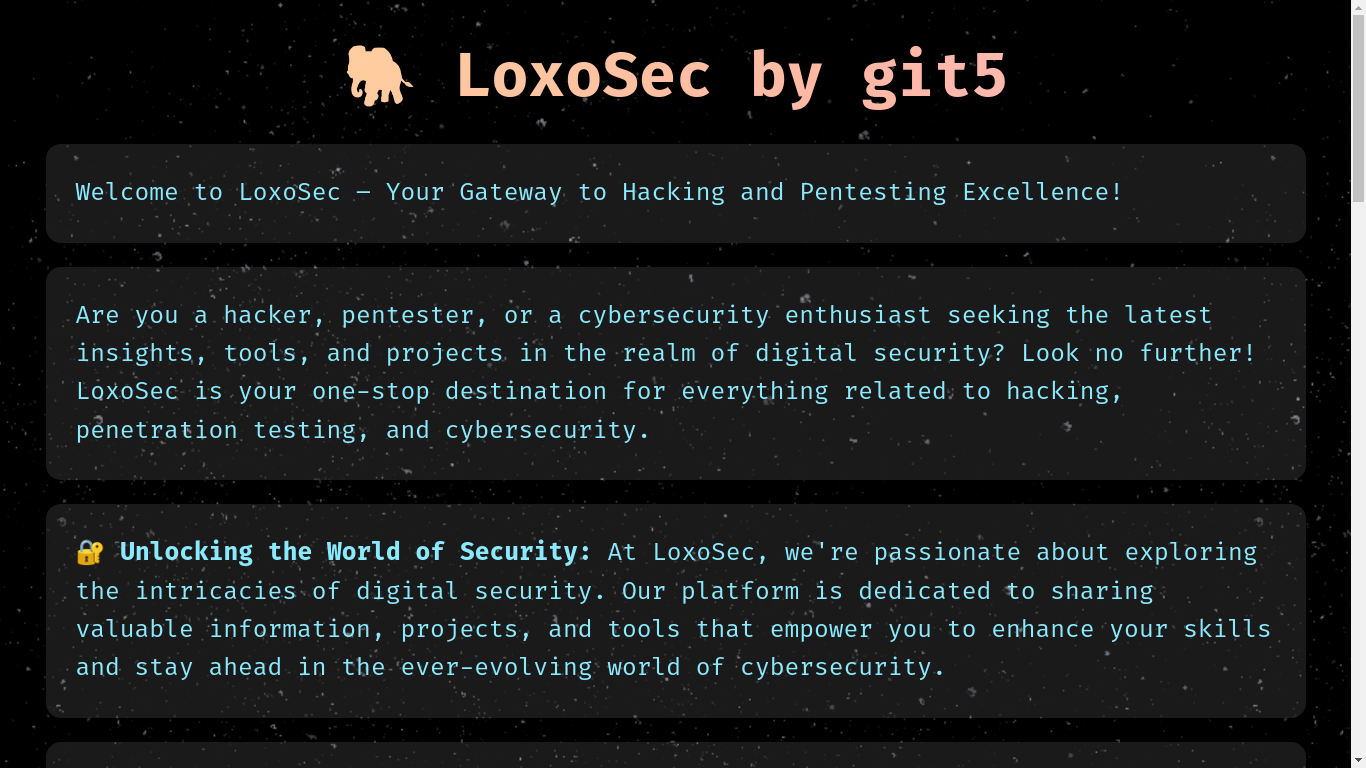 🐘 LoxoSec by git5
Welcome to LoxoSec – Your Gateway to Hacking and Pentesting Excellence!
Are you a hacker, pentester, or a cybersecurity enthusiast seeking the latest
insights, tools, and projects in the realm of digital security? Look no further!
LoxoSec is your one-stop destination for everything related to hacking,
penetration testing, and cybersecurity.
🔐 Unlocking the World of Security: At LoxoSec, we're passionate about exploring
the intricacies of digital security. Our platform is dedicated to sharing
valuable information, projects, and tools that empower you to enhance your skills
and stay ahead in the ever-evolving world of cybersecurity.